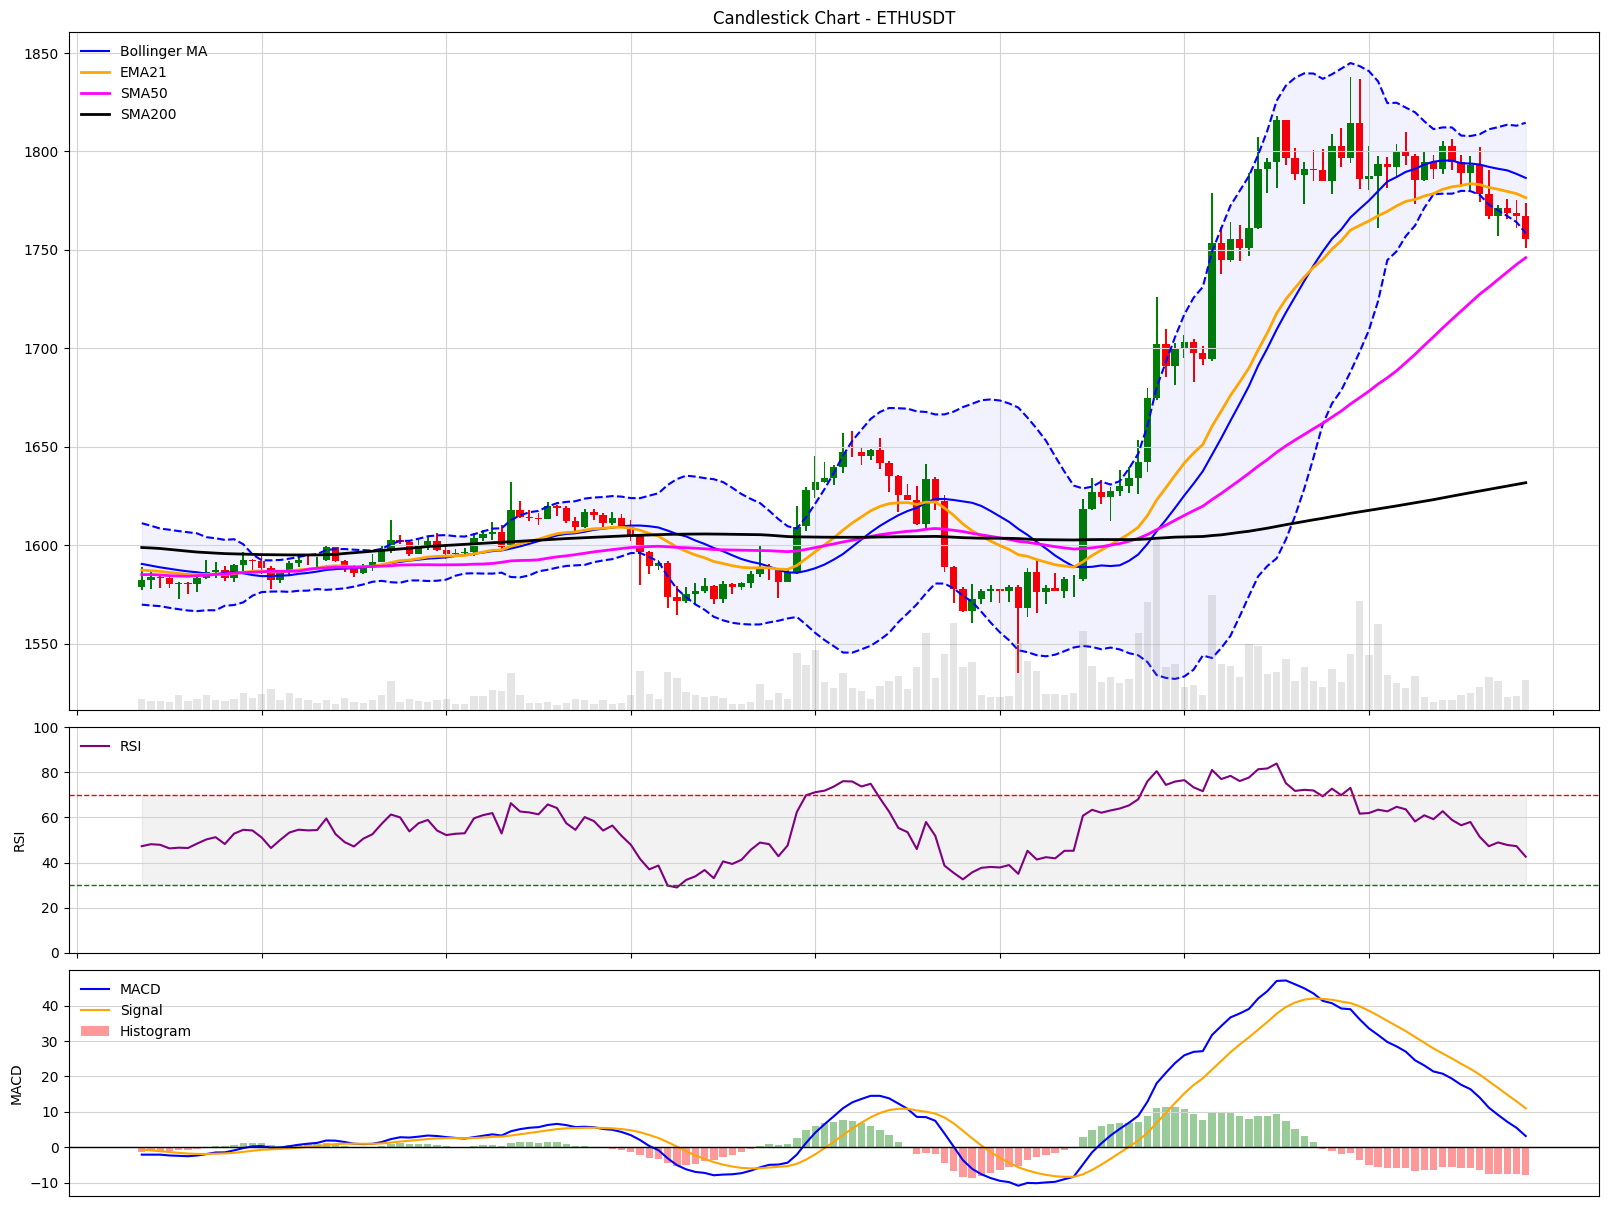 Candlestick Chart - ETHUSDT
Bollinger MA
EMA21
SMA50
SMA200
1850
1800
1750
1700
1650
1600
1550
RSI
RSI
100
80
60
40
20
0
MACD
Signal
Histogram
MACD
40
30
20
10
0
−10